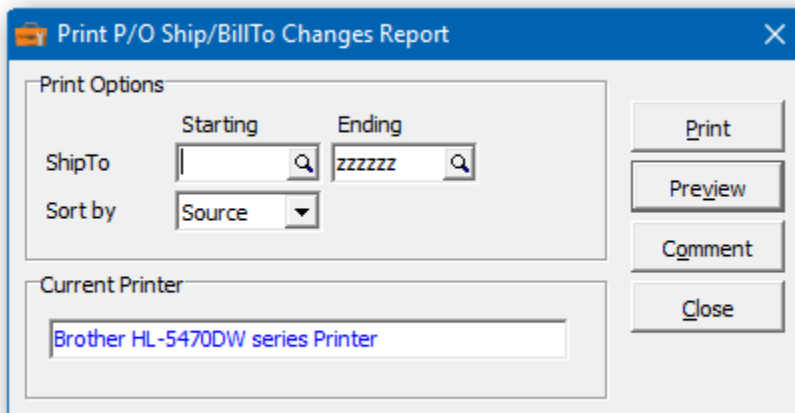 Print P/O Ship/BillTo Changes Report
Print Options
Starting Ending
ShipTo zzzzzz
Sort by Source
Print
Preview
Comment
Close
Current Printer
Brother HL-5470DW series Printer